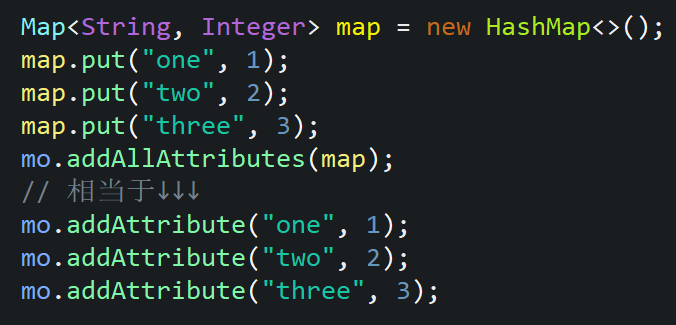 Map<String, Integer> map = new HashMap<>();
map.put("one", 1);
map.put("two", 2);
map.put("three", 3);
mo.addAllAttributes(map);
// 相当于↓↓↓
mo.addAttribute("one", 1);
mo.addAttribute("two", 2);
mo.addAttribute("three", 3);